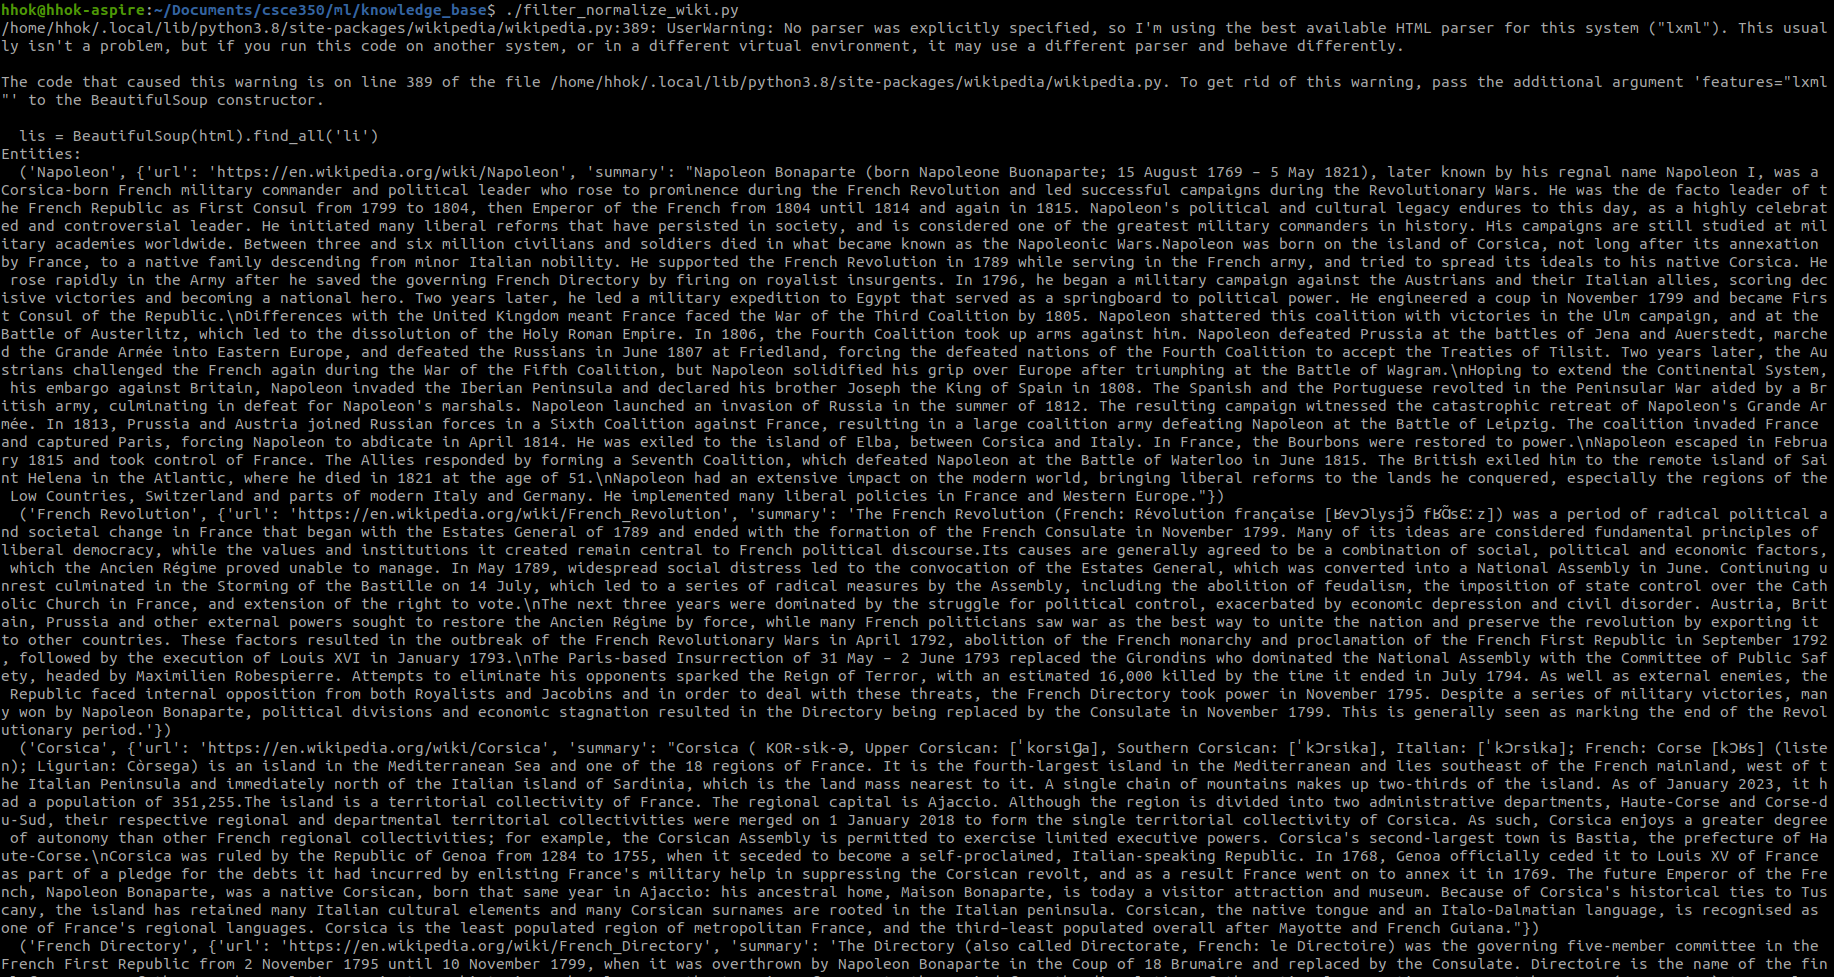 hhok@hhok-aspire:~/Documents/csce350/ml/knowledge_base$ ./filter_normalize_wiki.py
/home/hhok/.local/lib/python3.8/site-packages/wikipedia/wikipedia.py:389: UserWarning: No parser was explicitly specified, so I'm using the best available HTML parser for this system ("lxml"). This usual
ly isn't a problem, but if you run this code on another system, or in a different virtual environment, it may use a different parser and behave differently.

The code that caused this warning is on line 389 of the file /home/hhok/.local/lib/python3.8/site-packages/wikipedia/wikipedia.py. To get rid of this warning, pass the additional argument 'features="lxml
"' to the BeautifulSoup constructor.

  lis = BeautifulSoup(html).find_all('li')
Entities:
  ('Napoleon', {'url': 'https://en.wikipedia.org/wiki/Napoleon', 'summary': "Napoleon Bonaparte (born Napoleone Buonaparte; 15 August 1769 – 5 May 1821), later known by his regnal name Napoleon I, was a 
Corsica-born French military commander and political leader who rose to prominence during the French Revolution and led successful campaigns during the Revolutionary Wars. He was the de facto leader of t
he French Republic as First Consul from 1799 to 1804, then Emperor of the French from 1804 until 1814 and again in 1815. Napoleon's political and cultural legacy endures to this day, as a highly celebrat
ed and controversial leader. He initiated many liberal reforms that have persisted in society, and is considered one of the greatest military commanders in history. His campaigns are still studied at mil
itary academies worldwide. Between three and six million civilians and soldiers died in what became known as the Napoleonic Wars.Napoleon was born on the island of Corsica, not long after its annexation 
by France, to a native family descending from minor Italian nobility. He supported the French Revolution in 1789 while serving in the French army, and tried to spread its ideals to his native Corsica. He
 rose rapidly in the Army after he saved the governing French Directory by firing on royalist insurgents. In 1796, he began a military campaign against the Austrians and their Italian allies, scoring dec
isive victories and becoming a national hero. Two years later, he led a military expedition to Egypt that served as a springboard to political power. He engineered a coup in November 1799 and became Firs
t Consul of the Republic.\nDifferences with the United Kingdom meant France faced the War of the Third Coalition by 1805. Napoleon shattered this coalition with victories in the Ulm campaign, and at the 
Battle of Austerlitz, which led to the dissolution of the Holy Roman Empire. In 1806, the Fourth Coalition took up arms against him. Napoleon defeated Prussia at the battles of Jena and Auerstedt, marche
d the Grande Armée into Eastern Europe, and defeated the Russians in June 1807 at Friedland, forcing the defeated nations of the Fourth Coalition to accept the Treaties of Tilsit. Two years later, the Au
strians challenged the French again during the War of the Fifth Coalition, but Napoleon solidified his grip over Europe after triumphing at the Battle of Wagram.\nHoping to extend the Continental System,
 his embargo against Britain, Napoleon invaded the Iberian Peninsula and declared his brother Joseph the King of Spain in 1808. The Spanish and the Portuguese revolted in the Peninsular War aided by a Br
itish army, culminating in defeat for Napoleon's marshals. Napoleon launched an invasion of Russia in the summer of 1812. The resulting campaign witnessed the catastrophic retreat of Napoleon's Grande Ar
mée. In 1813, Prussia and Austria joined Russian forces in a Sixth Coalition against France, resulting in a large coalition army defeating Napoleon at the Battle of Leipzig. The coalition invaded France 
and captured Paris, forcing Napoleon to abdicate in April 1814. He was exiled to the island of Elba, between Corsica and Italy. In France, the Bourbons were restored to power.\nNapoleon escaped in Februa
ry 1815 and took control of France. The Allies responded by forming a Seventh Coalition, which defeated Napoleon at the Battle of Waterloo in June 1815. The British exiled him to the remote island of Sai
nt Helena in the Atlantic, where he died in 1821 at the age of 51.\nNapoleon had an extensive impact on the modern world, bringing liberal reforms to the lands he conquered, especially the regions of the
 Low Countries, Switzerland and parts of modern Italy and Germany. He implemented many liberal policies in France and Western Europe."})
  ('French Revolution', {'url': 'https://en.wikipedia.org/wiki/French_Revolution', 'summary': 'The French Revolution (French: Révolution française [ʁevɔlysjɔ̃ fʁɑ̃sɛːz]) was a period of radical political a
nd societal change in France that began with the Estates General of 1789 and ended with the formation of the French Consulate in November 1799. Many of its ideas are considered fundamental principles of 
liberal democracy, while the values and institutions it created remain central to French political discourse.Its causes are generally agreed to be a combination of social, political and economic factors,
 which the Ancien Régime proved unable to manage. In May 1789, widespread social distress led to the convocation of the Estates General, which was converted into a National Assembly in June. Continuing u
nrest culminated in the Storming of the Bastille on 14 July, which led to a series of radical measures by the Assembly, including the abolition of feudalism, the imposition of state control over the Cath
olic Church in France, and extension of the right to vote.\nThe next three years were dominated by the struggle for political control, exacerbated by economic depression and civil disorder. Austria, Brit
ain, Prussia and other external powers sought to restore the Ancien Régime by force, while many French politicians saw war as the best way to unite the nation and preserve the revolution by exporting it 
to other countries. These factors resulted in the outbreak of the French Revolutionary Wars in April 1792, abolition of the French monarchy and proclamation of the French First Republic in September 1792
, followed by the execution of Louis XVI in January 1793.\nThe Paris-based Insurrection of 31 May – 2 June 1793 replaced the Girondins who dominated the National Assembly with the Committee of Public Saf
ety, headed by Maximilien Robespierre. Attempts to eliminate his opponents sparked the Reign of Terror, with an estimated 16,000 killed by the time it ended in July 1794. As well as external enemies, the
 Republic faced internal opposition from both Royalists and Jacobins and in order to deal with these threats, the French Directory took power in November 1795. Despite a series of military victories, man
y won by Napoleon Bonaparte, political divisions and economic stagnation resulted in the Directory being replaced by the Consulate in November 1799. This is generally seen as marking the end of the Revol
utionary period.'})
  ('Corsica', {'url': 'https://en.wikipedia.org/wiki/Corsica', 'summary': "Corsica ( KOR-sik-ə, Upper Corsican: [ˈkorsiɡa], Southern Corsican: [ˈkɔrsika], Italian: [ˈkɔrsika]; French: Corse [kɔʁs] (liste
n); Ligurian: Còrsega) is an island in the Mediterranean Sea and one of the 18 regions of France. It is the fourth-largest island in the Mediterranean and lies southeast of the French mainland, west of t
he Italian Peninsula and immediately north of the Italian island of Sardinia, which is the land mass nearest to it. A single chain of mountains makes up two-thirds of the island. As of January 2023, it h
ad a population of 351,255.The island is a territorial collectivity of France. The regional capital is Ajaccio. Although the region is divided into two administrative departments, Haute-Corse and Corse-d
u-Sud, their respective regional and departmental territorial collectivities were merged on 1 January 2018 to form the single territorial collectivity of Corsica. As such, Corsica enjoys a greater degree
 of autonomy than other French regional collectivities; for example, the Corsican Assembly is permitted to exercise limited executive powers. Corsica's second-largest town is Bastia, the prefecture of Ha
ute-Corse.\nCorsica was ruled by the Republic of Genoa from 1284 to 1755, when it seceded to become a self-proclaimed, Italian-speaking Republic. In 1768, Genoa officially ceded it to Louis XV of France 
as part of a pledge for the debts it had incurred by enlisting France's military help in suppressing the Corsican revolt, and as a result France went on to annex it in 1769. The future Emperor of the Fre
nch, Napoleon Bonaparte, was a native Corsican, born that same year in Ajaccio: his ancestral home, Maison Bonaparte, is today a visitor attraction and museum. Because of Corsica's historical ties to Tus
cany, the island has retained many Italian cultural elements and many Corsican surnames are rooted in the Italian peninsula. Corsican, the native tongue and an Italo-Dalmatian language, is recognised as 
one of France's regional languages. Corsica is the least populated region of metropolitan France, and the third-least populated overall after Mayotte and French Guiana."})
  ('French Directory', {'url': 'https://en.wikipedia.org/wiki/French_Directory', 'summary': 'The Directory (also called Directorate, French: le Directoire) was the governing five-member committee in the 
French First Republic from 2 November 1795 until 10 November 1799, when it was overthrown by Napoleon Bonaparte in the Coup of 18 Brumaire and replaced by the Consulate. Directoire is the name of the fin